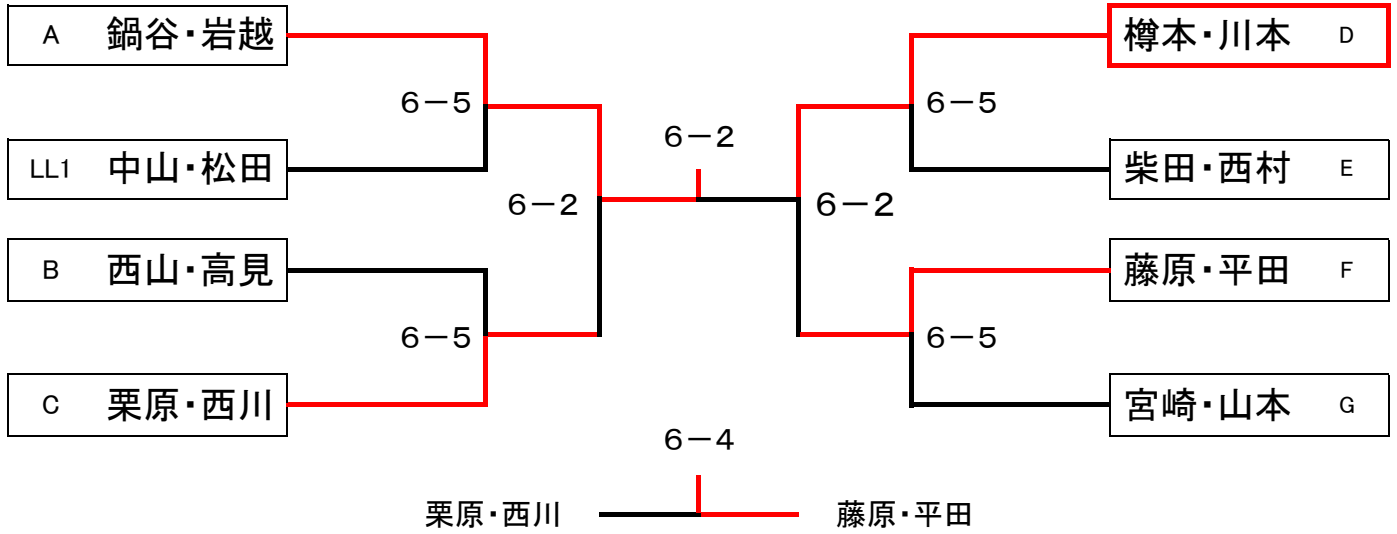 A 鍋谷・岩越
樽本・川本 D
6－5
6－5
6－2
LL1 中山・松田
柴田・西村 E
6－2
6－2
B 西山・高見
藤原・平田 F
6－5
6－5
C 栗原・西川
宮崎・山本 G
6－4
栗原・西川
藤原・平田